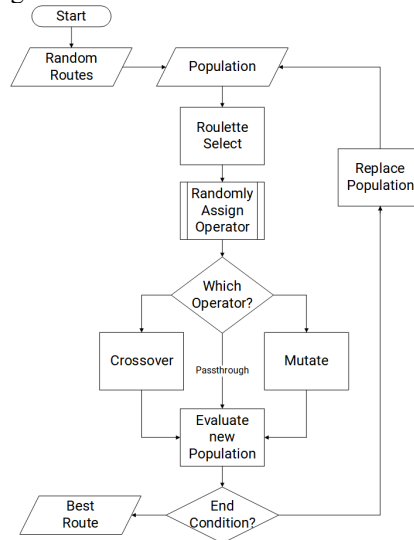 Start
Random
Routes
Population
Roulette
Select
Replace
Population
Randomly
Assign
Operator
Which
Operator?
Crossover
Passthrough
Mutate
Evaluate
new
Population
Best
Route
End
Condition?